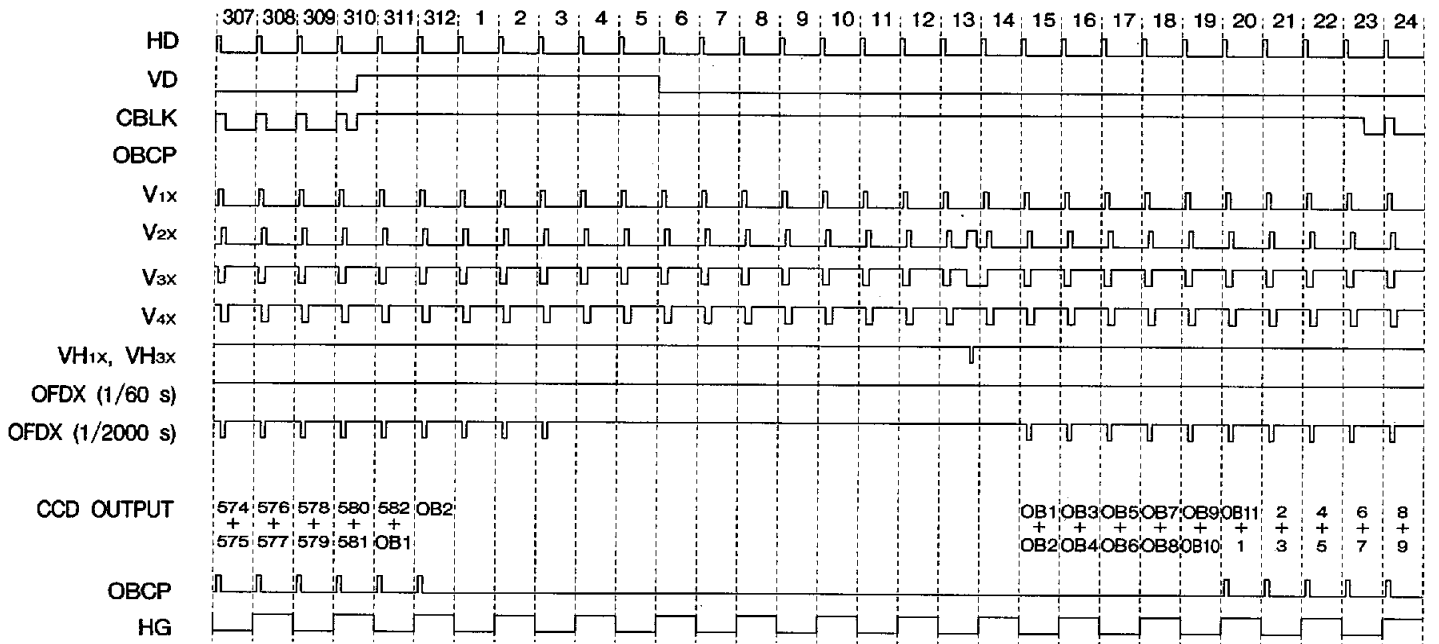 307 308 309 310 311 312 1 2 3 4 5 6 7 8 9 10 11 12 13 14 15 16 17 18 19 20 21 22 23 24
HD
VD
CBLK
OBCP
V1X
V2X
V3X
V4X
VH1X, VH3X
OFDX (1/60 s)
OFDX (1/2000 s)
CCD OUTPUT 574 576 578 580 582 OB2 OB1 OB3 OB5 OB7 OB9 OB11 2 4 6 8
+ + + + + + + + + + + + + + +
575 577 579 581 OB1 OB2 OB4 OB6 OB8 OB10 1 3 5 7 9
OBCP
HG